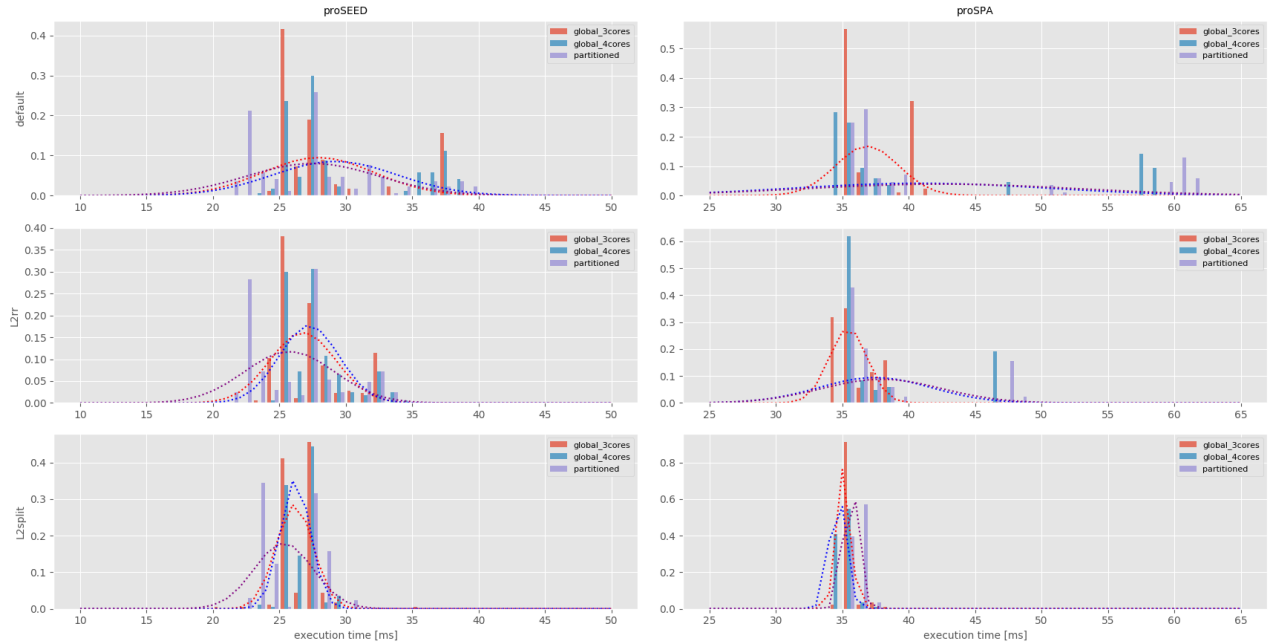 proSEED
proSPA
default
0.4
0.3
0.2
0.1
0.0
global_3cores
global_4cores
partitioned
10 15 20 25 30 35 40 45 50
0.5
0.4
0.3
0.2
0.1
0.0
global_3cores
global_4cores
partitioned
25 30 35 40 45 50 55 60 65
L2rr
0.40
0.35
0.30
0.25
0.20
0.15
0.10
0.05
0.00
global_3cores
global_4cores
partitioned
10 15 20 25 30 35 40 45 50
0.6
0.5
0.4
0.3
0.2
0.1
0.0
global_3cores
global_4cores
partitioned
25 30 35 40 45 50 55 60 65
L2split
0.4
0.3
0.2
0.1
0.0
global_3cores
global_4cores
partitioned
10 15 20 25 30 35 40 45 50
execution time [ms]
0.8
0.6
0.4
0.2
0.0
global_3cores
global_4cores
partitioned
25 30 35 40 45 50 55 60 65
execution time [ms]